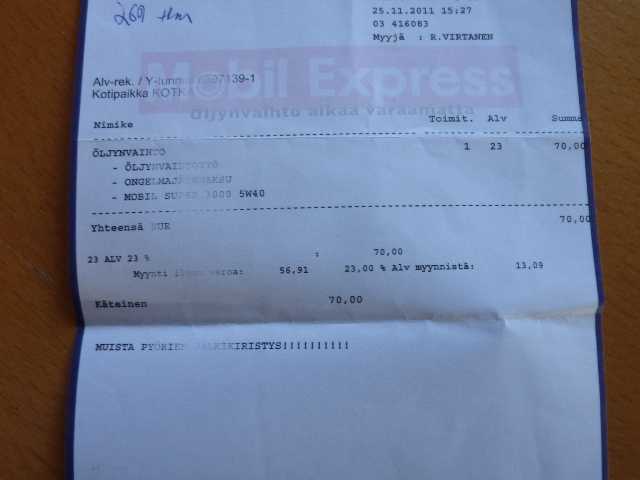 269 tkm
25.11.2011 15:27
03 416083
Myyjä : R.VIRTANEN
Mobil Express
Alv-rek. / Y-tunnus
Kotipaikka KOTKA
Öljynvaihto aikaa varaamatta
Nimike Toimit. Alv Summa
ÖLJYNVAIHTO 1 23 70,00
- ÖLJYNVAIHTOTYÖ
- ONGELMAJÄTEMAKSU
- MOBIL SUPER 3000 5W40
Yhteensä EUR 70,00
23 ALV 23 % : 70,00
Myynti ilman veroa: 56,91 23,00 % Alv myynnistä: 13,09
Käteinen 70,00
MUISTA PYÖRIEN JÄLKIKIRISTYS!!!!!!!!!!